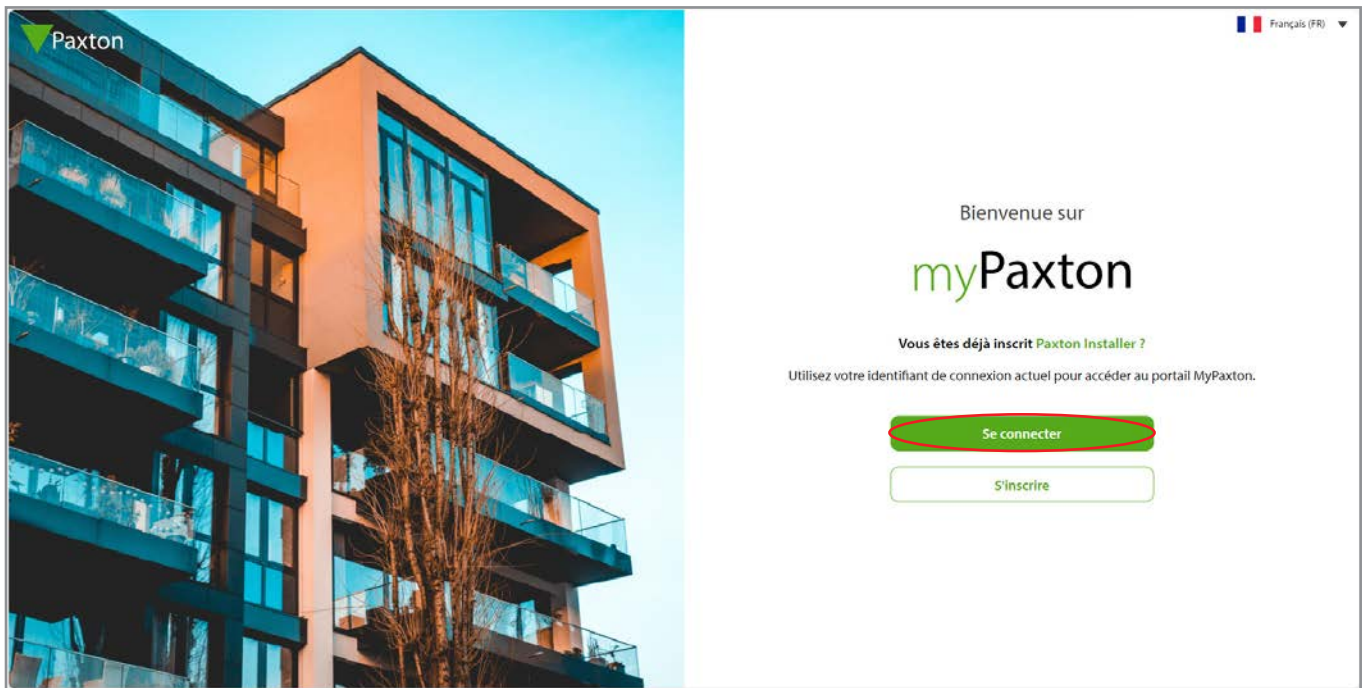 Paxton
Français (FR)
Bienvenue sur
myPaxton
Vous êtes déjà inscrit Paxton Installer ?
Utilisez votre identifiant de connexion actuel pour accéder au portail MyPaxton.
Se connecter
S'inscrire